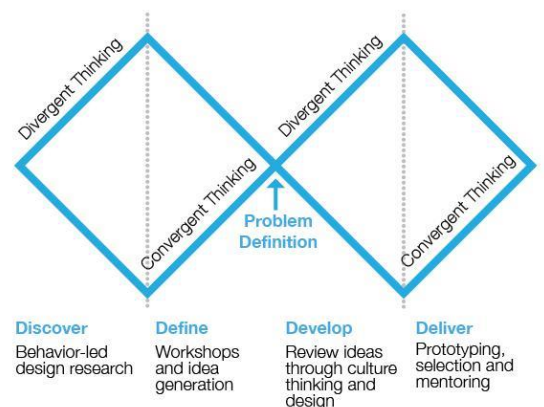 Divergent Thinking
Convergent Thinking
Divergent Thinking
Convergent Thinking
Problem
Definition
Discover
Behavior-led
design research
Define
Workshops
and idea
generation
Develop
Review ideas
through culture
thinking and
design
Deliver
Prototyping,
selection and
mentoring